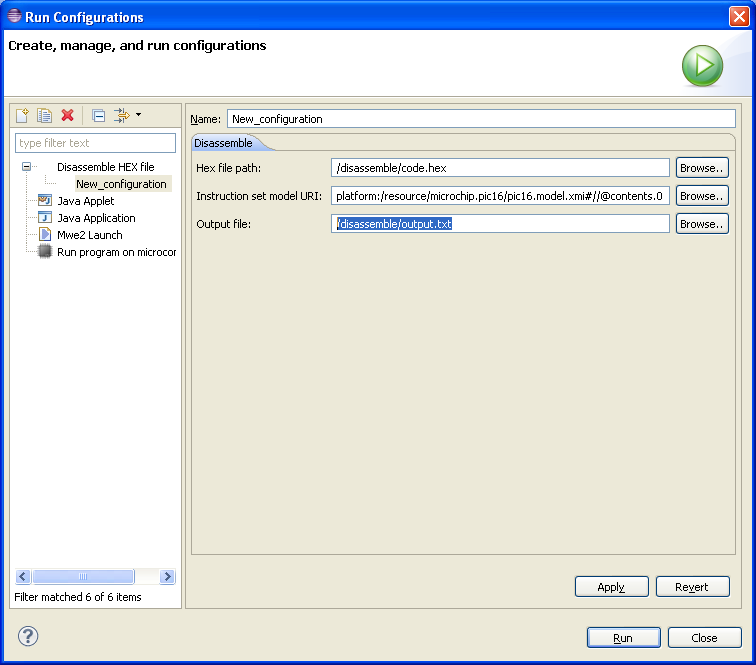 Run Configurations
Create, manage, and run configurations
type filter text
Disassemble HEX file
New_configuration
Java Applet
Java Application
Mwe2 Launch
Run program on microcor
Filter matched 6 of 6 items
Name: New_configuration
Disassemble
Hex file path: /disassemble/code.hex Browse..
Instruction set model URI: platform:/resource/microchip.pic16/pic16.model.xmi#//@contents.0 Browse..
Output file: /disassemble/output.txt Browse..
Apply Revert
? Run Close